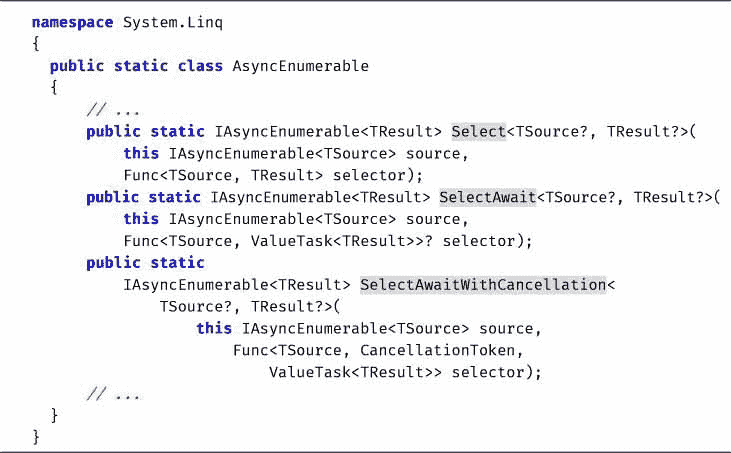 namespace System.Linq
{
  public static class AsyncEnumerable
  {
      // ...
      public static IAsyncEnumerable<TResult> Select<TSource?, TResult?>(
          this IAsyncEnumerable<TSource> source,
          Func<TSource, TResult> selector);
      public static IAsyncEnumerable<TResult> SelectAwait<TSource?, TResult?>(
          this IAsyncEnumerable<TSource> source,
          Func<TSource, ValueTask<TResult>>? selector);
      public static
          IAsyncEnumerable<TResult> SelectAwaitWithCancellation<
              TSource?, TResult?>(
                  this IAsyncEnumerable<TSource> source,
                      Func<TSource, CancellationToken,
                          ValueTask<TResult>> selector);
      // ...
  }
}